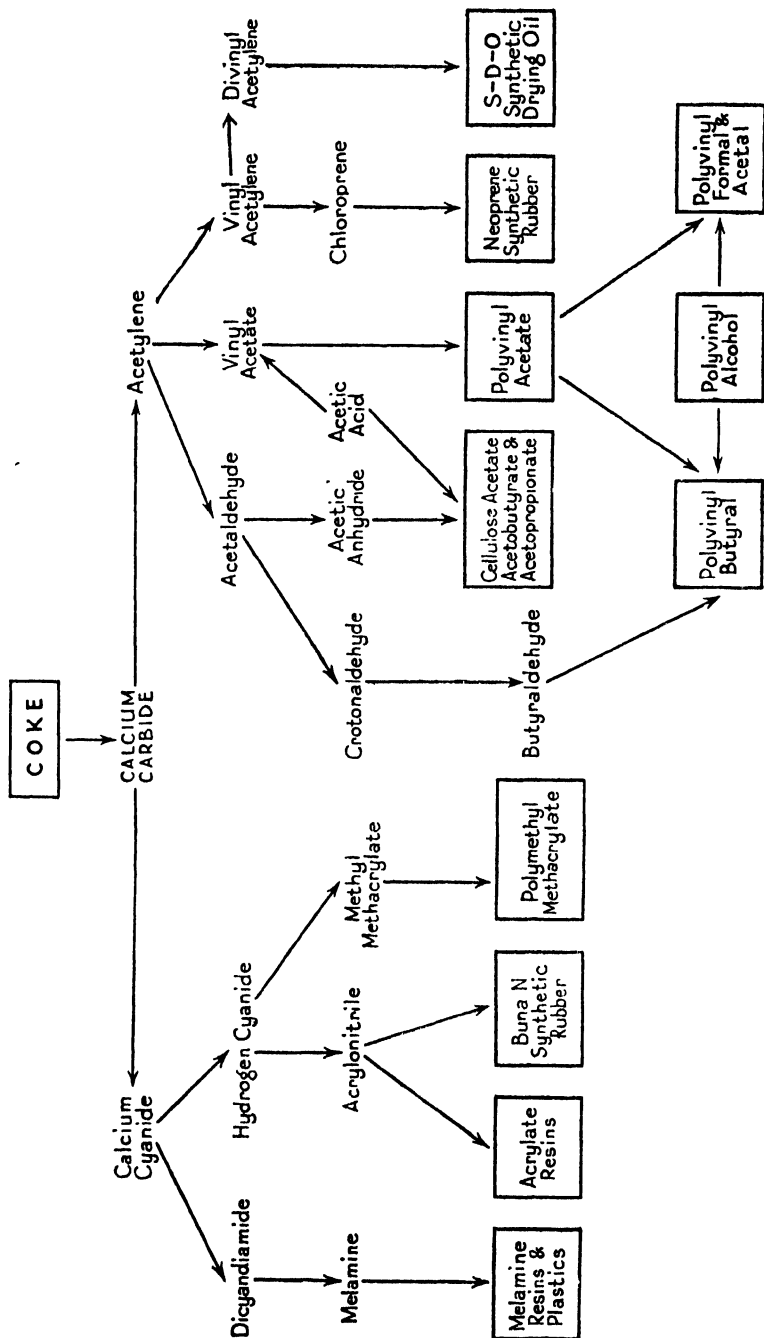 COKE
CALCIUM
CARBIDE
Calcium
Cyanide
Acetylene
Dicyandiamide
Hydrogen Cyanide
Acetaldehyde
Vinyl
Acetate
Vinyl
Acetylene
Divinyl
Acetylene
Melamine
Acrylonitrile
Methyl
Methacrylate
Crotonaldehyde
Acetic
Anhydride
Acetic
Acid
Chloroprene
Melamine
Resins &
Plastics
Acrylate
Resins
Buna N
Synthetic
Rubber
Polymethyl
Methacrylate
Butyraldehyde
Cellulose Acetate
Acetobutyrate &
Acetopropionate
Polyvinyl
Acetate
Neoprene
Synthetic
Rubber
S-D-O
Synthetic
Drying Oil
Polyvinyl
Butyral
Polyvinyl
Alcohol
Polyvinyl
Formal &
Acetal